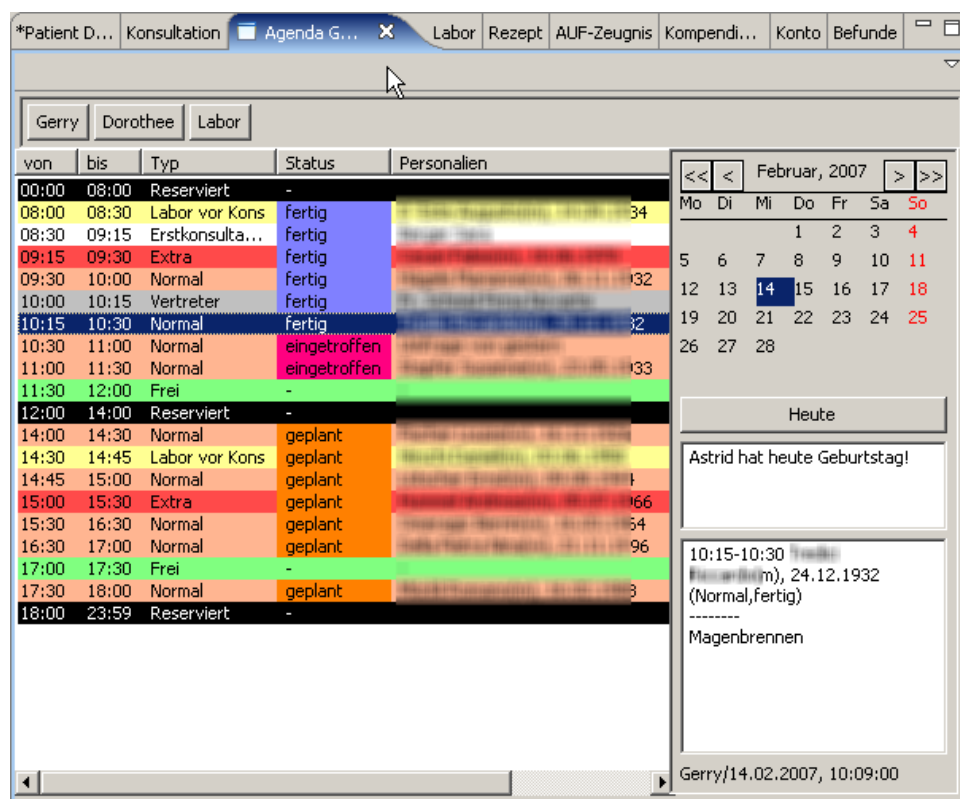 *Patient D... Konsultation Agenda G... Labor Rezept AUF-Zeugnis Kompendi... Konto Befunde
Gerry Dorothee Labor
von bis Typ Status Personalien
00:00 08:00 Reserviert -
08:00 08:30 Labor vor Kons fertig 34
08:30 09:15 Erstkonsulta... fertig
09:15 09:30 Extra fertig
09:30 10:00 Normal fertig 932
10:00 10:15 Vertreter fertig
10:15 10:30 Normal fertig 32
10:30 11:00 Normal eingetroffen
11:00 11:30 Normal eingetroffen 933
11:30 12:00 Frei -
12:00 14:00 Reserviert -
14:00 14:30 Normal geplant
14:30 14:45 Labor vor Kons geplant
14:45 15:00 Normal geplant
15:00 15:30 Extra geplant 966
15:30 16:30 Normal geplant 54
16:30 17:00 Normal geplant 96
17:00 17:30 Frei -
17:30 18:00 Normal geplant
18:00 23:59 Reserviert -
<< < Februar, 2007 > >>
Mo Di Mi Do Fr Sa So
1 2 3 4
5 6 7 8 9 10 11
12 13 14 15 16 17 18
19 20 21 22 23 24 25
26 27 28
Heute
Astrid hat heute Geburtstag!
10:15-10:30
m), 24.12.1932
(Normal,fertig)
--------
Magenbrennen
Gerry/14.02.2007, 10:09:00